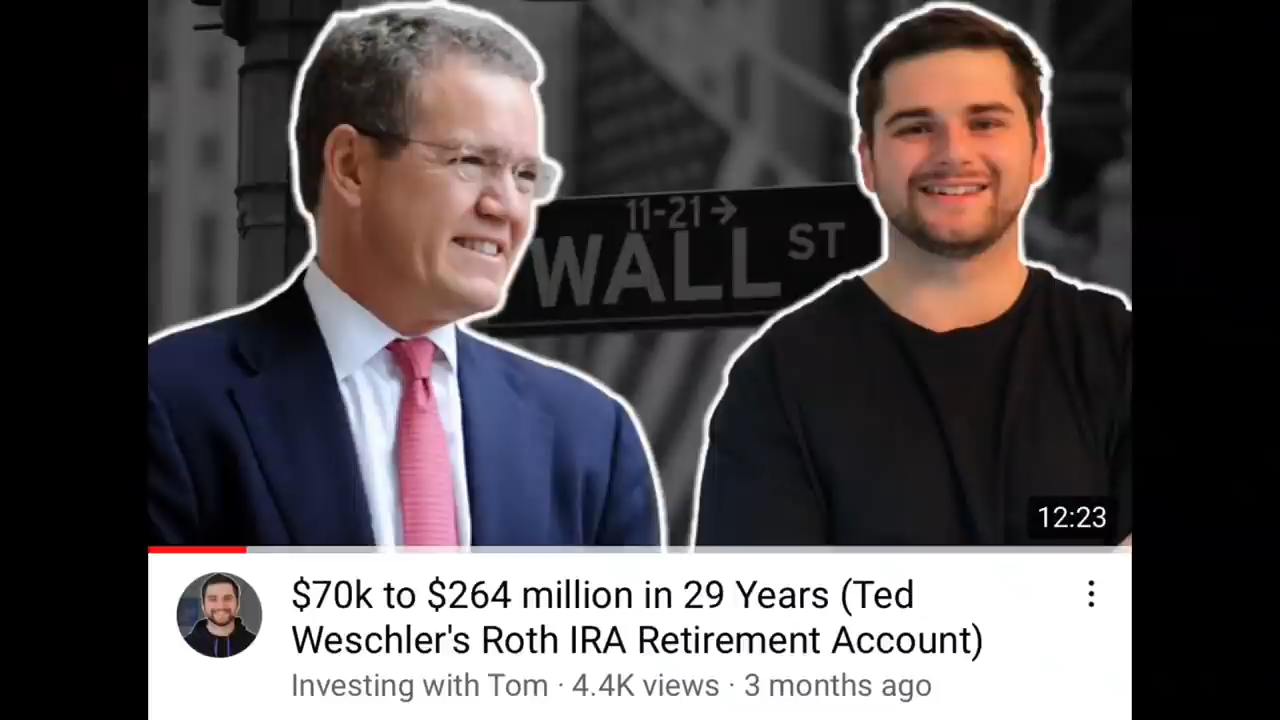 11-21→
WALL ST
12:23
$70k to $264 million in 29 Years (Ted
Weschler's Roth IRA Retirement Account)
Investing with Tom · 4.4K views · 3 months ago